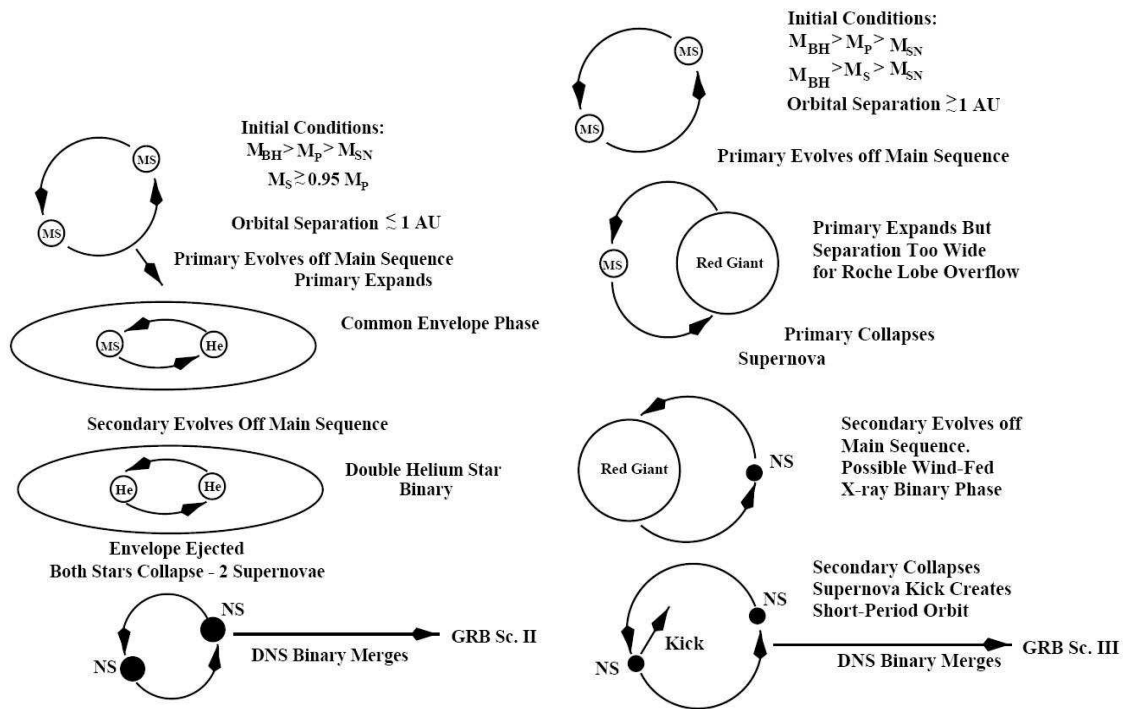 Initial Conditions:
M_BH > M_P > M_SN
M_S ≳ 0.95 M_P
Orbital Separation ≲ 1 AU
MS
MS
Primary Evolves off Main Sequence
Primary Expands
Common Envelope Phase
MS
He
Secondary Evolves Off Main Sequence
Double Helium Star
Binary
He
He
Envelope Ejected
Both Stars Collapse - 2 Supernovae
NS
NS
DNS Binary Merges
GRB Sc. II
Initial Conditions:
M_BH > M_P > M_SN
M_BH > M_S > M_SN
Orbital Separation ≳ 1 AU
MS
MS
Primary Evolves off Main Sequence
Primary Expands But
Separation Too Wide
for Roche Lobe Overflow
MS
Red Giant
Primary Collapses
Supernova
Secondary Evolves off
Main Sequence.
Possible Wind-Fed
X-ray Binary Phase
Red Giant
NS
Secondary Collapses
Supernova Kick Creates
Short-Period Orbit
NS
Kick
NS
DNS Binary Merges
GRB Sc. III